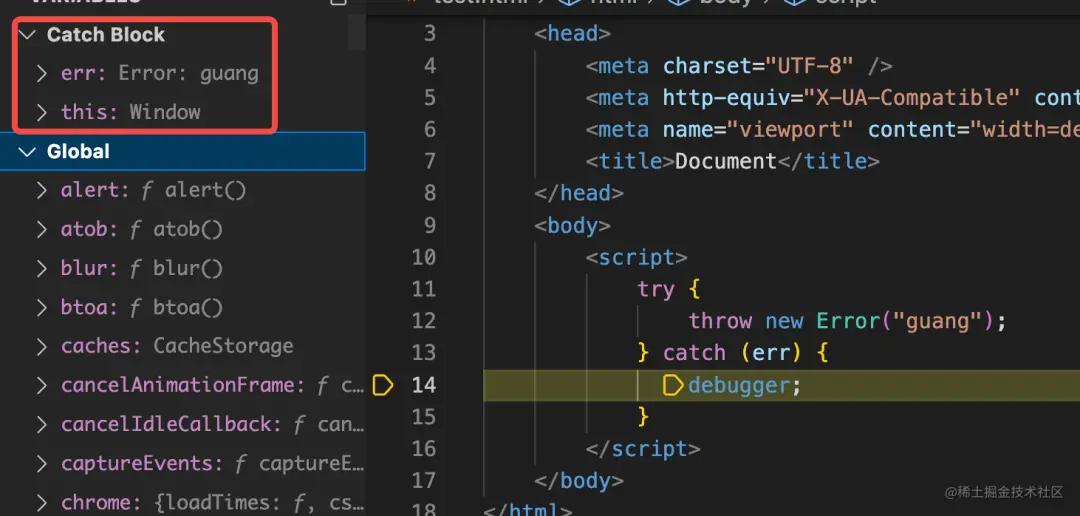 VARIABLES
Catch Block
err: Error: guang
this: Window
Global
alert: ƒ alert()
atob: ƒ atob()
blur: ƒ blur()
btoa: ƒ btoa()
caches: CacheStorage
cancelAnimationFrame: ƒ c…
cancelIdleCallback: ƒ can…
captureEvents: ƒ captureE…
chrome: {loadTimes: ƒ, cs…
test.html › html › body › script
3 <head>
4 <meta charset="UTF-8" />
5 <meta http-equiv="X-UA-Compatible" cont
6 <meta name="viewport" content="width=de
7 <title>Document</title>
8 </head>
9 <body>
10 <script>
11 try {
12 throw new Error("guang");
13 } catch (err) {
14 debugger;
15 }
16 </script>
17 </body>
18 </html>
@稀土掘金技术社区